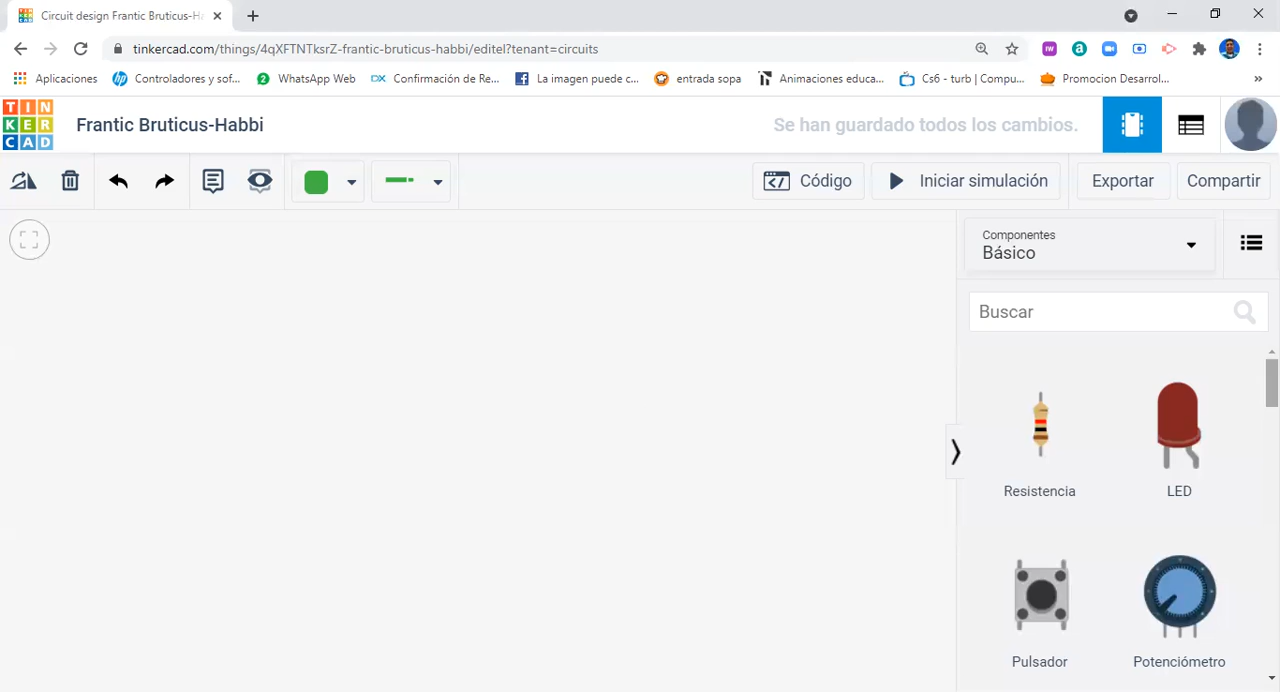 Circuit design Frantic Bruticus-H
tinkercad.com/things/4qXFTNTksrZ-frantic-bruticus-habbi/editel?tenant=circuits
Aplicaciones
hp
Controladores y sof...
2
WhatsApp Web
DX
Confirmación de Re...
f
La imagen puede c...
entrada sopa
Animaciones educa...
Cs6 - turb | Compu...
Promocion Desarrol...
»
TIN
KER
CAD
Frantic Bruticus-Habbi
Se han guardado todos los cambios.
Código
Iniciar simulación
Exportar
Compartir
Componentes
Básico
Buscar
Resistencia
LED
Pulsador
Potenciómetro